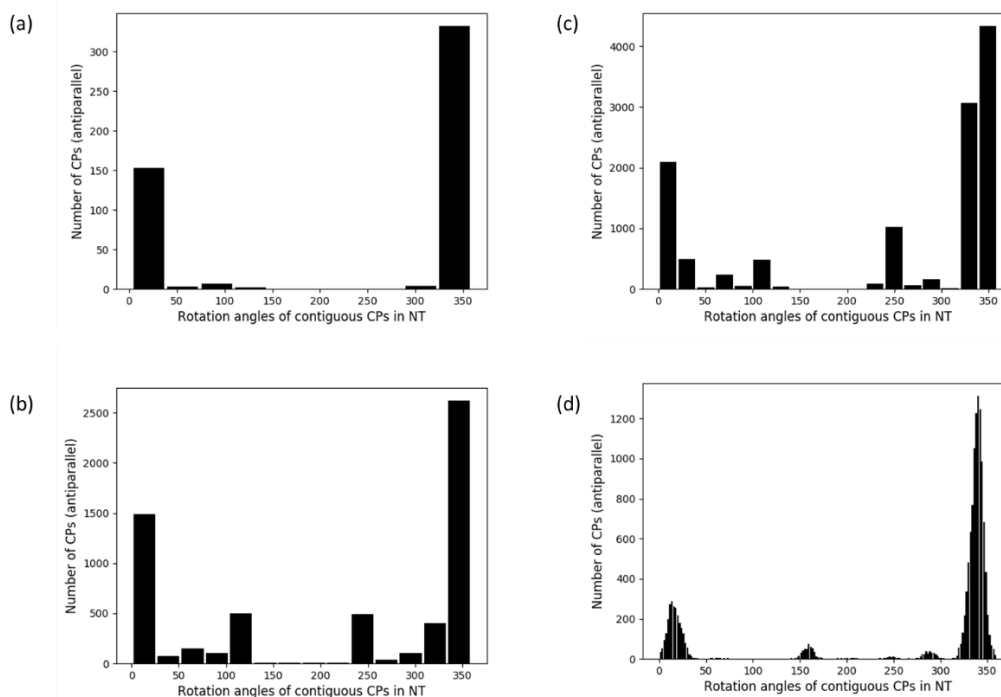 (a)
Number of CPs (antiparallel)
300
250
200
150
100
50
0
0 50 100 150 200 250 300 350
Rotation angles of contiguous CPs in NT
(c)
Number of CPs (antiparallel)
4000
3000
2000
1000
0
0 50 100 150 200 250 300 350
Rotation angles of contiguous CPs in NT
(b)
Number of CPs (antiparallel)
2500
2000
1500
1000
500
0
0 50 100 150 200 250 300 350
Rotation angles of contiguous CPs in NT
(d)
Number of CPs (antiparallel)
1200
1000
800
600
400
200
0
0 50 100 150 200 250 300 350
Rotation angles of contiguous CPs in NT